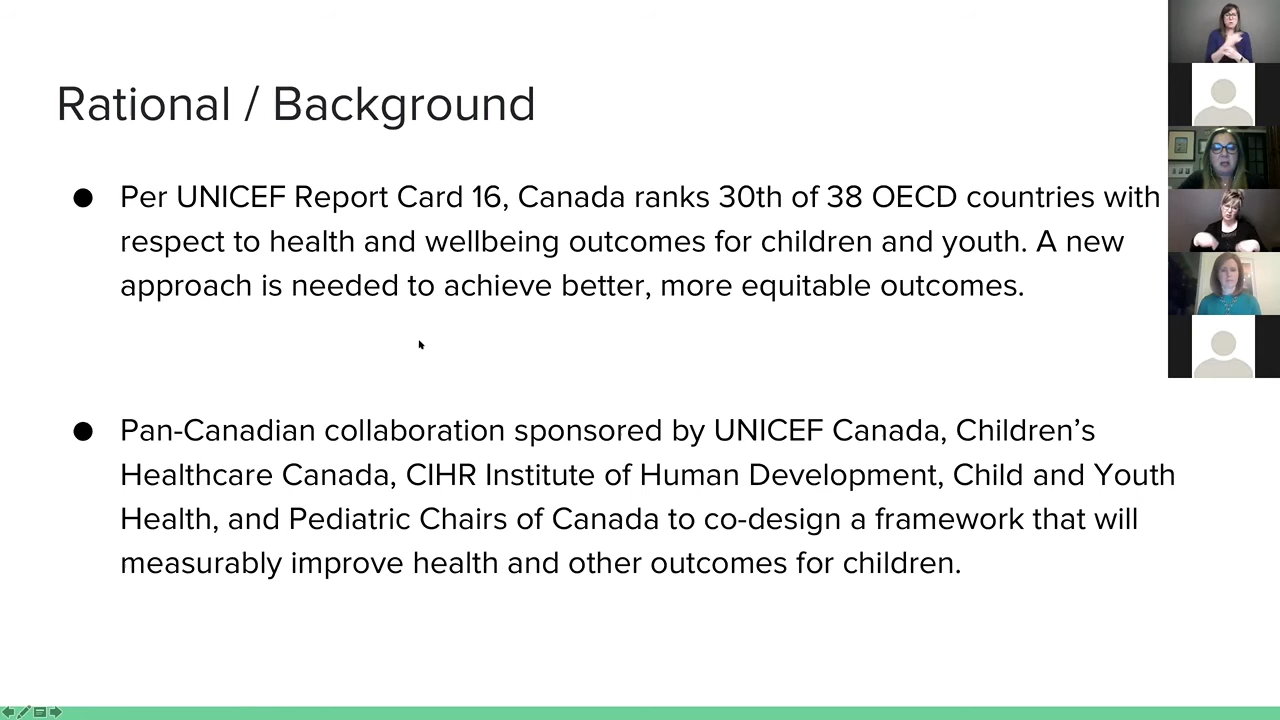 Rational / Background
● Per UNICEF Report Card 16, Canada ranks 30th of 38 OECD countries with
respect to health and wellbeing outcomes for children and youth. A new
approach is needed to achieve better, more equitable outcomes.
● Pan-Canadian collaboration sponsored by UNICEF Canada, Children’s
Healthcare Canada, CIHR Institute of Human Development, Child and Youth
Health, and Pediatric Chairs of Canada to co-design a framework that will
measurably improve health and other outcomes for children.